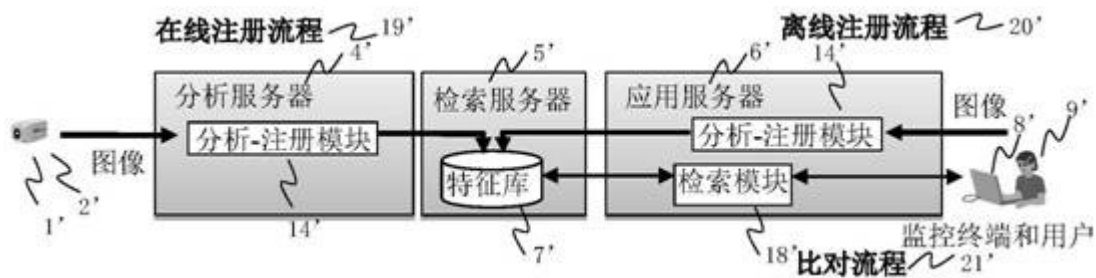 在线注册流程 19'
离线注册流程 20'
4'
5'
6'
14'
分析服务器
检索服务器
应用服务器
图像
8'
9'
分析-注册模块
分析-注册模块
图像
特征库
检索模块
1'
2'
14'
7'
18'
监控终端和用户
比对流程 21'